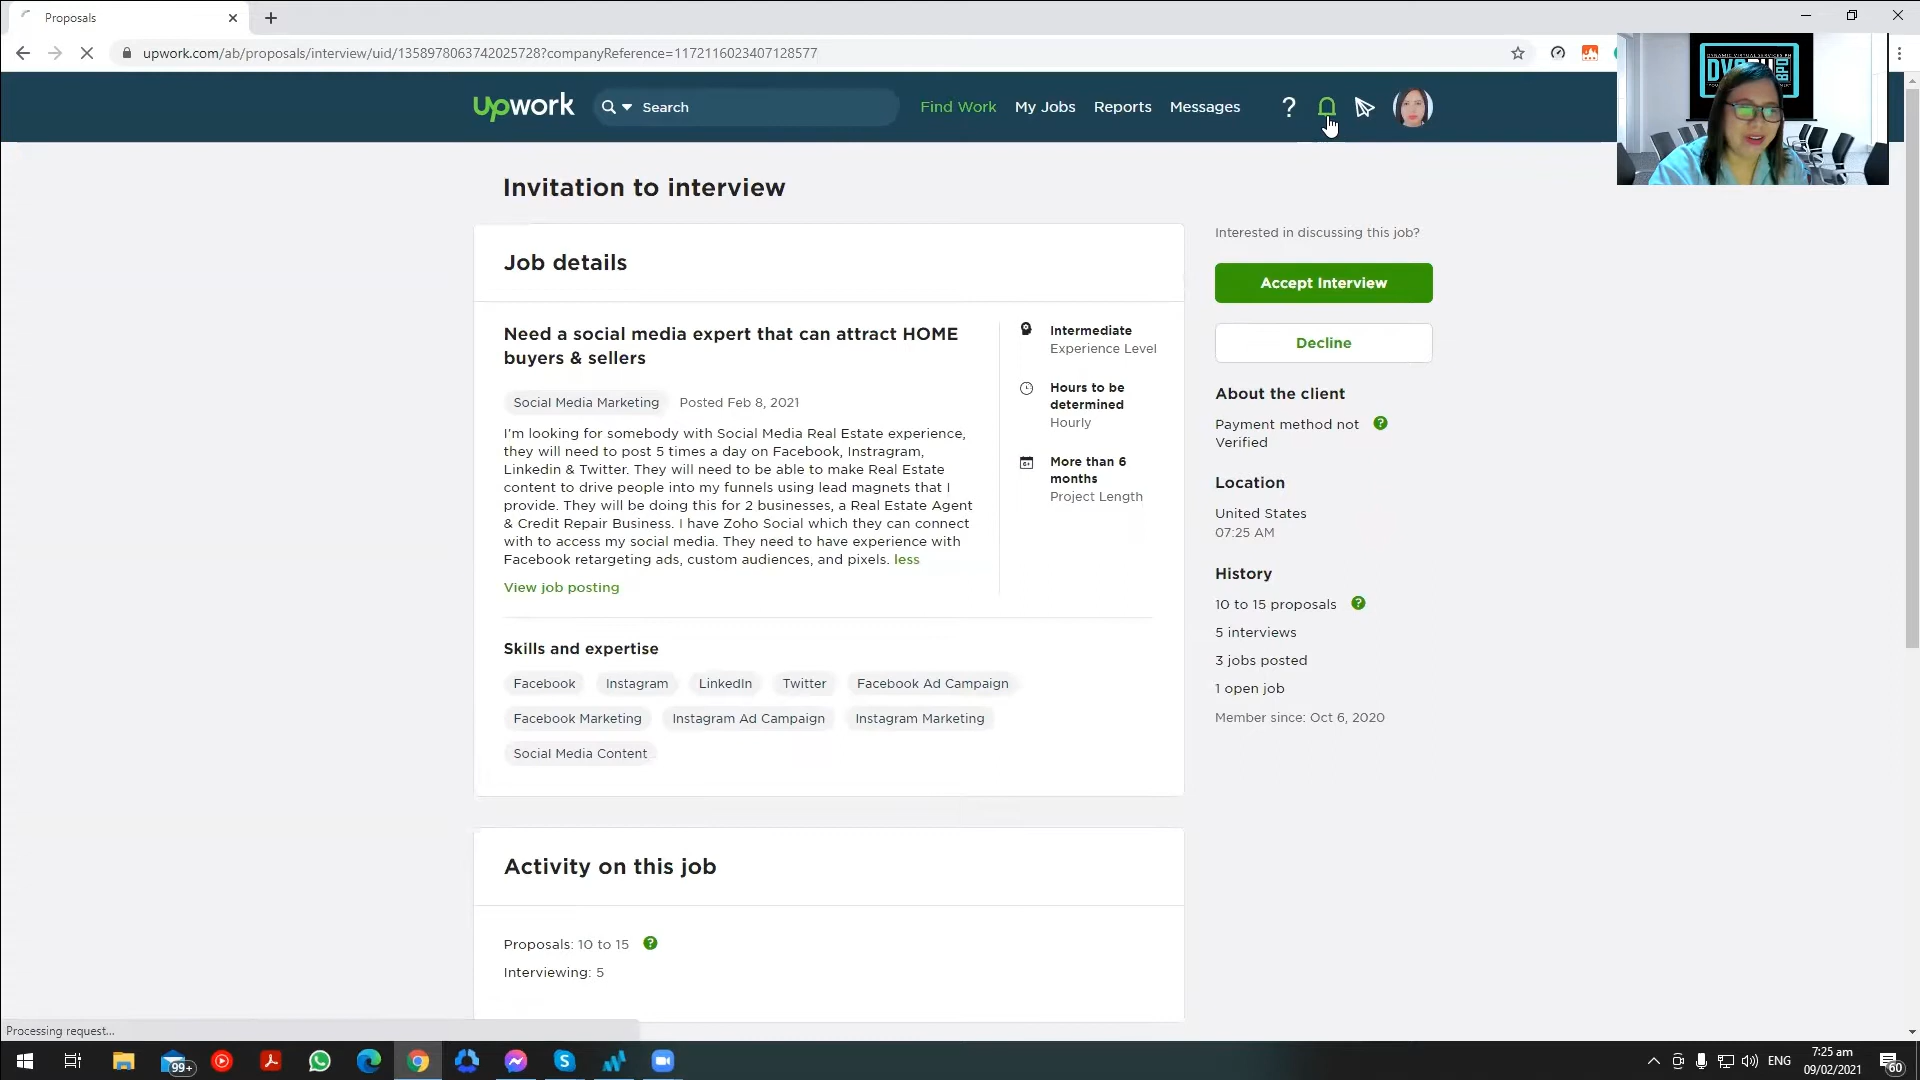 Proposals
upwork.com/ab/proposals/interview/uid/1358978063742025728?companyReference=1172116023407128577
upwork
Search
Find Work
My Jobs
Reports
Messages
Invitation to interview
Job details
Need a social media expert that can attract HOME
buyers & sellers
Social Media Marketing
Posted Feb 8, 2021
I'm looking for somebody with Social Media Real Estate experience,
they will need to post 5 times a day on Facebook, Instragram,
Linkedin & Twitter. They will need to be able to make Real Estate
content to drive people into my funnels using lead magnets that I
provide. They will be doing this for 2 businesses, a Real Estate Agent
& Credit Repair Business. I have Zoho Social which they can connect
with to access my social media. They need to have experience with
Facebook retargeting ads, custom audiences, and pixels. less
View job posting
Intermediate
Experience Level
Hours to be
determined
Hourly
More than 6
months
Project Length
Skills and expertise
Facebook
Instagram
LinkedIn
Twitter
Facebook Ad Campaign
Facebook Marketing
Instagram Ad Campaign
Instagram Marketing
Social Media Content
Activity on this job
Proposals: 10 to 15
Interviewing: 5
Interested in discussing this job?
Accept Interview
Decline
About the client
Payment method not
Verified
Location
United States
07:25 AM
History
10 to 15 proposals
5 interviews
3 jobs posted
1 open job
Member since: Oct 6, 2020
Processing request...
99+
ENG
7:25 am
09/02/2021
60